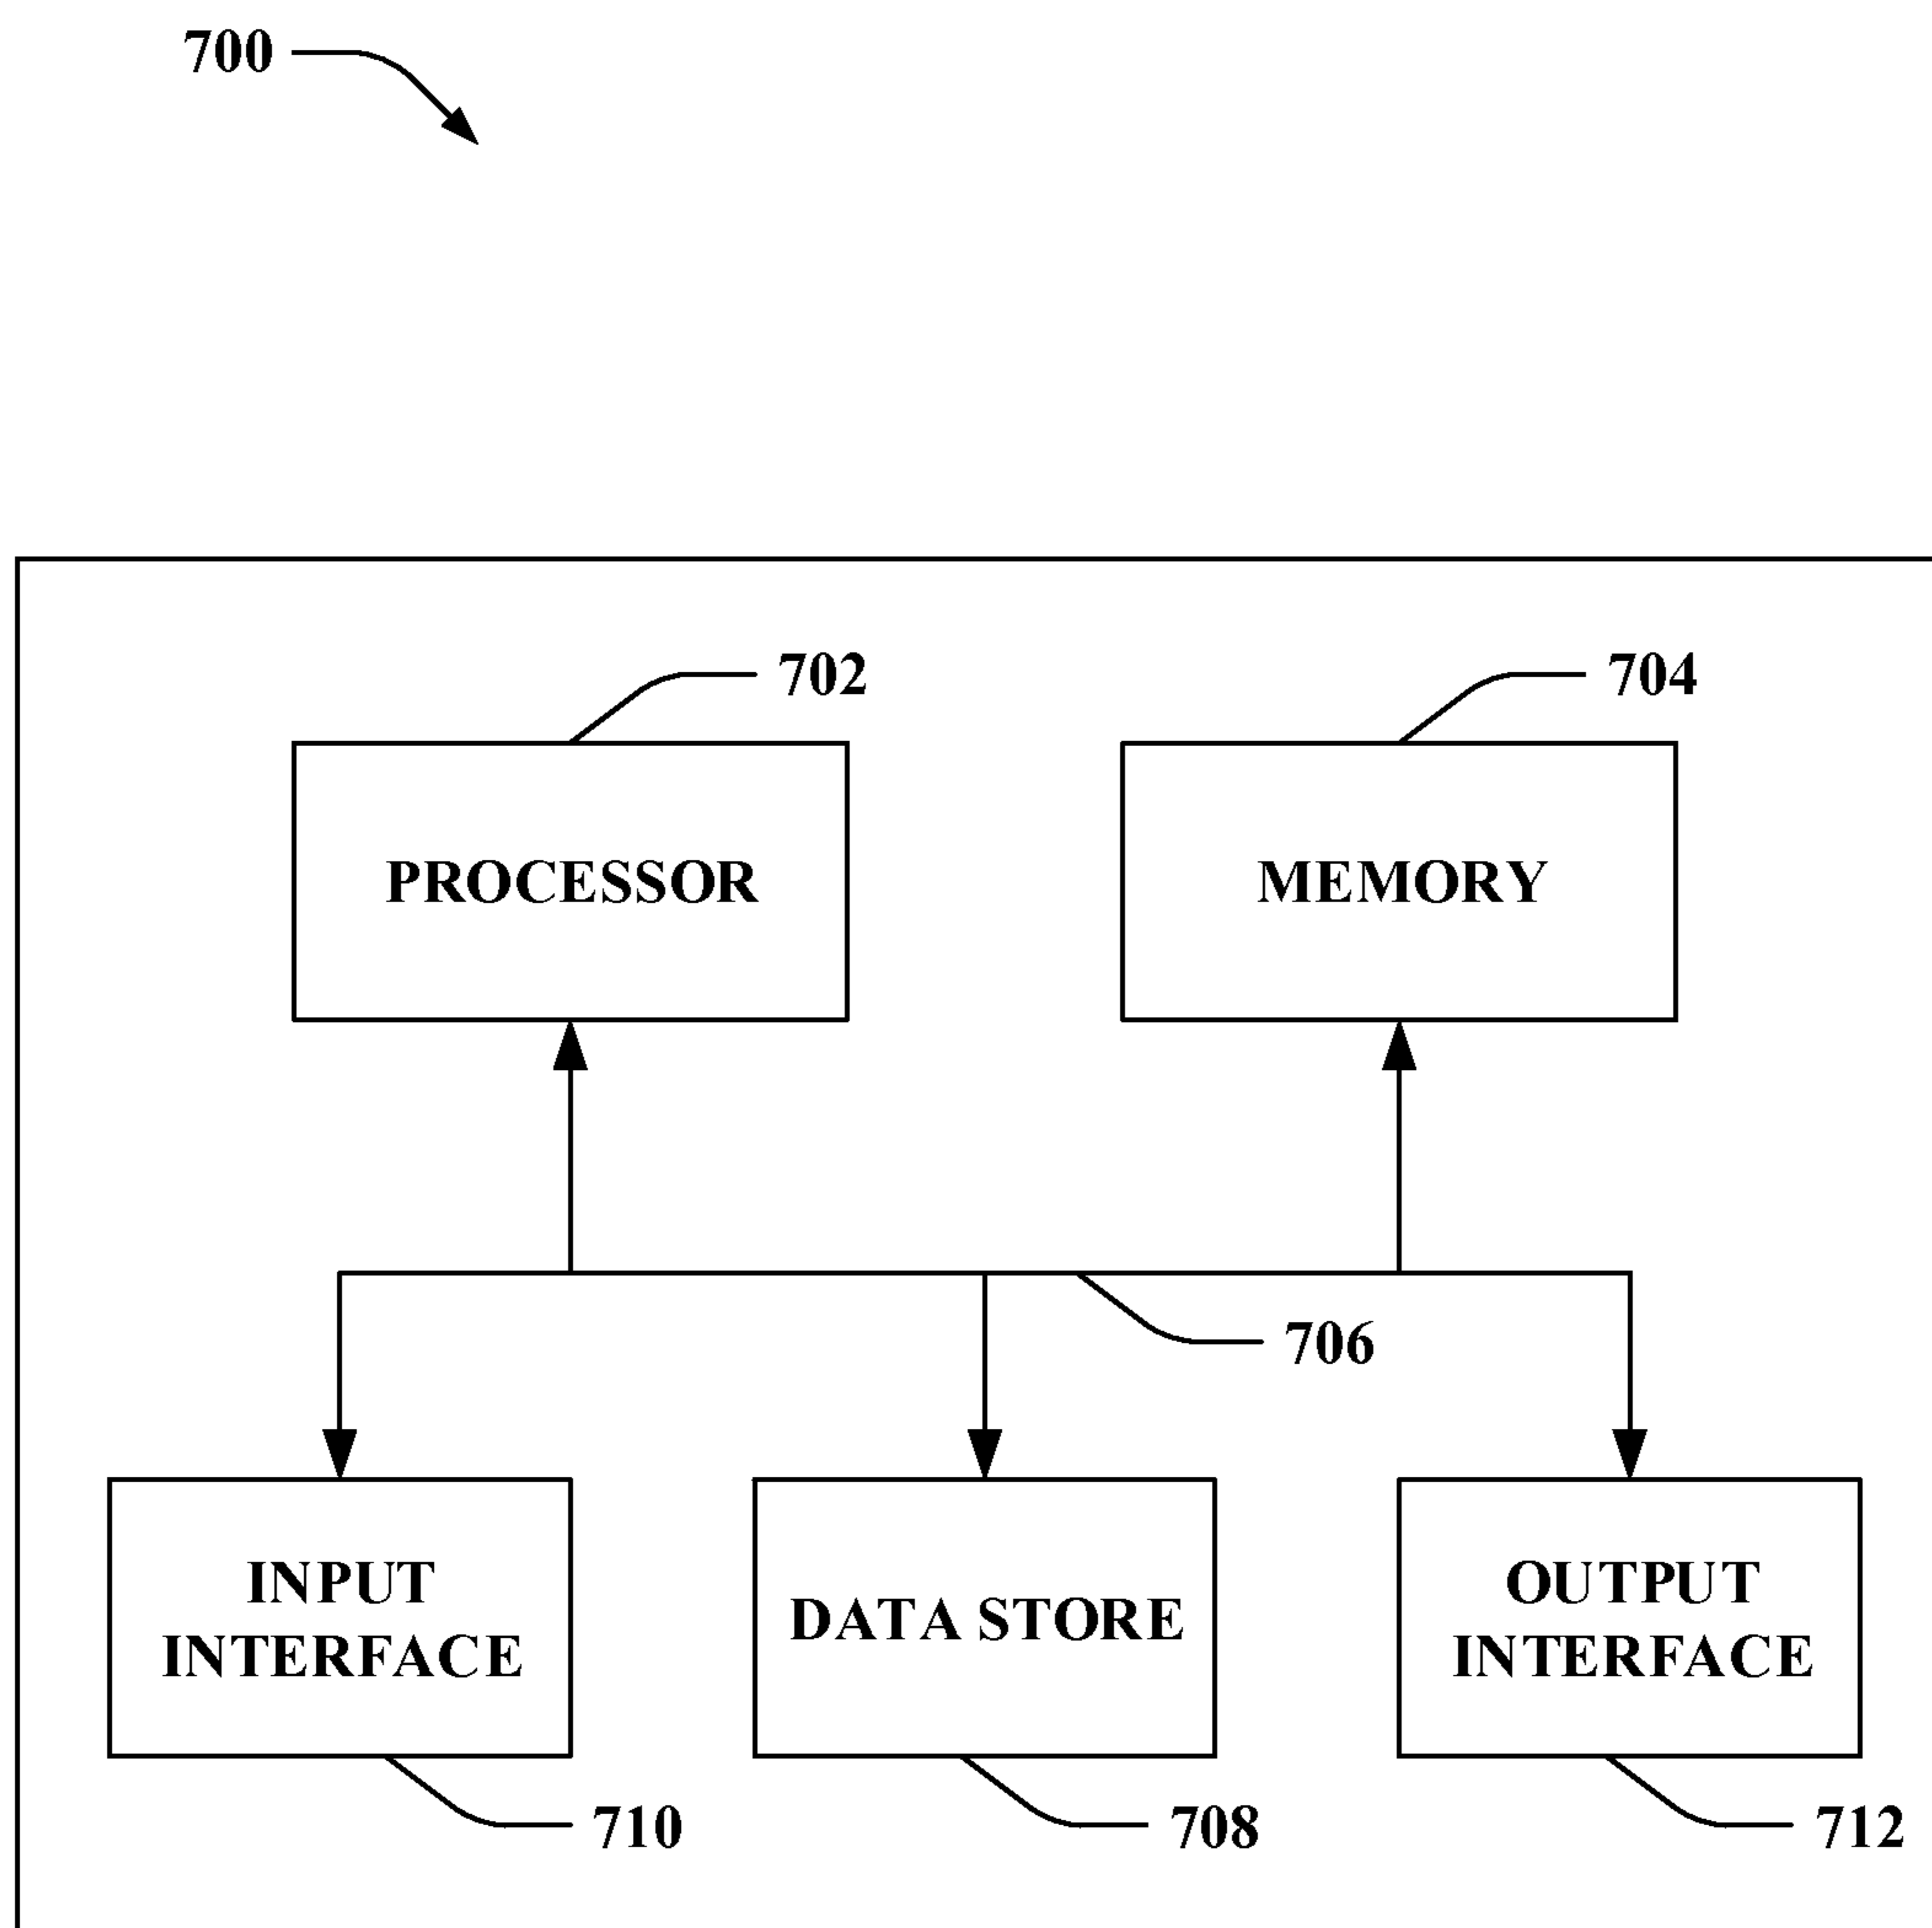 700
702
704
PROCESSOR
MEMORY
706
INPUT
INTERFACE
DATA STORE
OUTPUT
INTERFACE
710
708
712